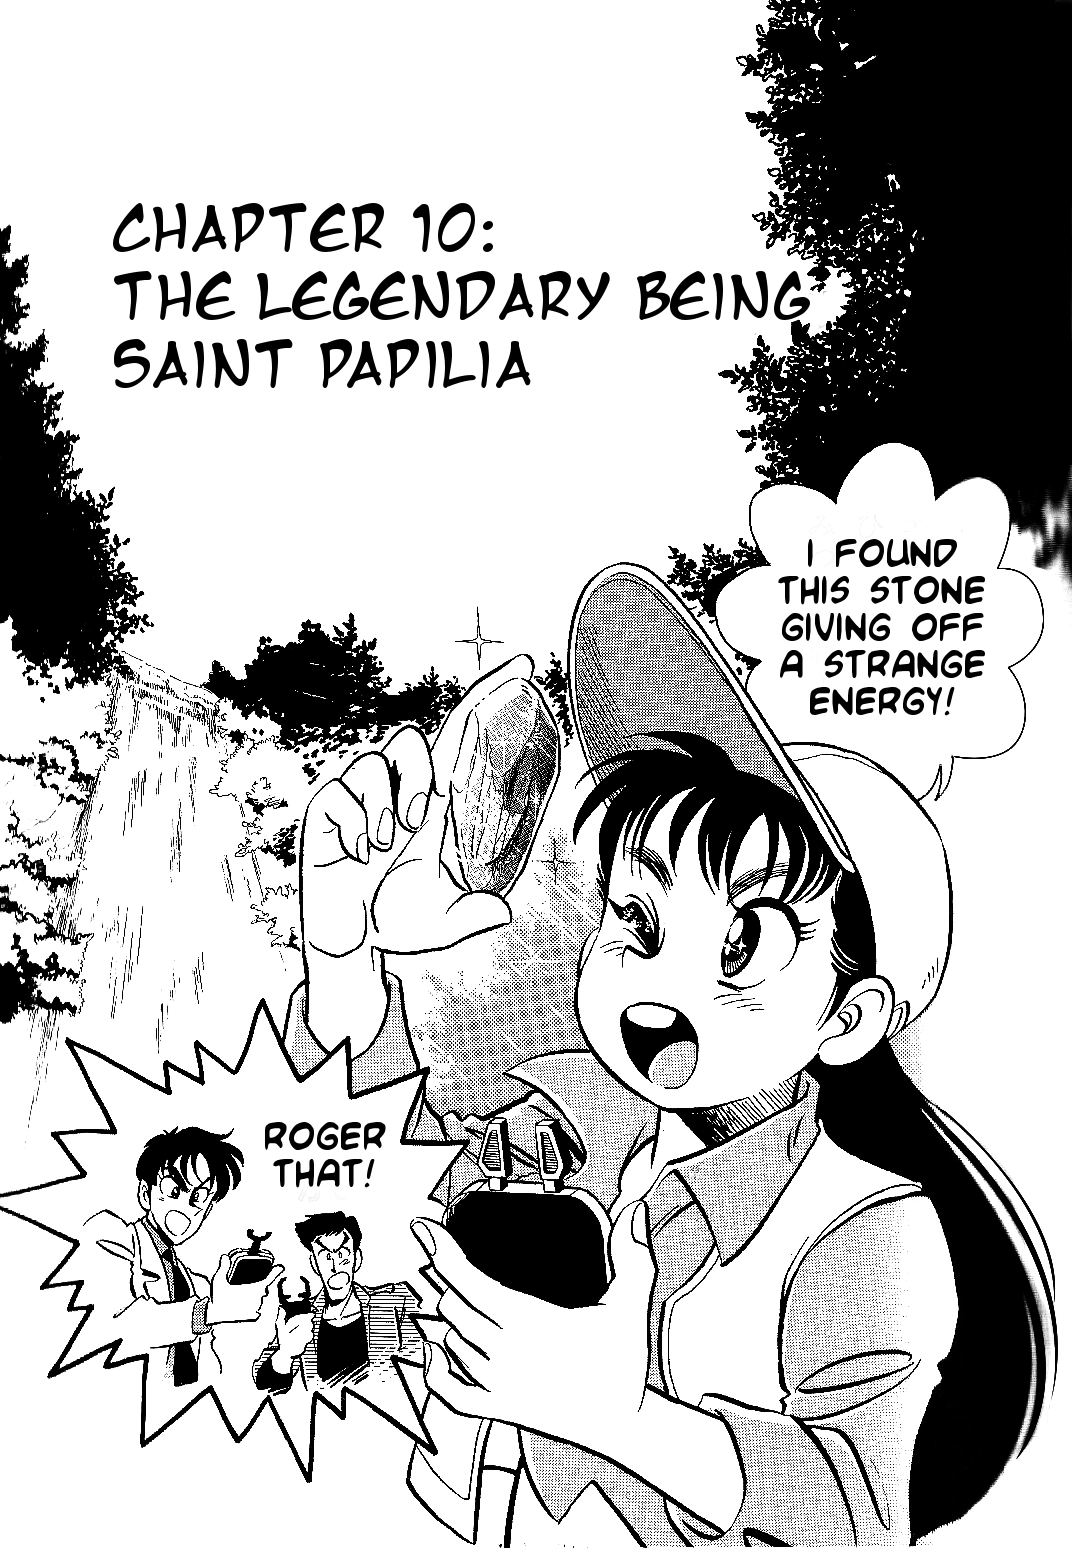 CHAPTER 10:
THE LEGENDARY BEING
SAINT PAPILIA
I FOUND
THIS STONE
GIVING OFF
A STRANGE
ENERGY!
ROGER
THAT!